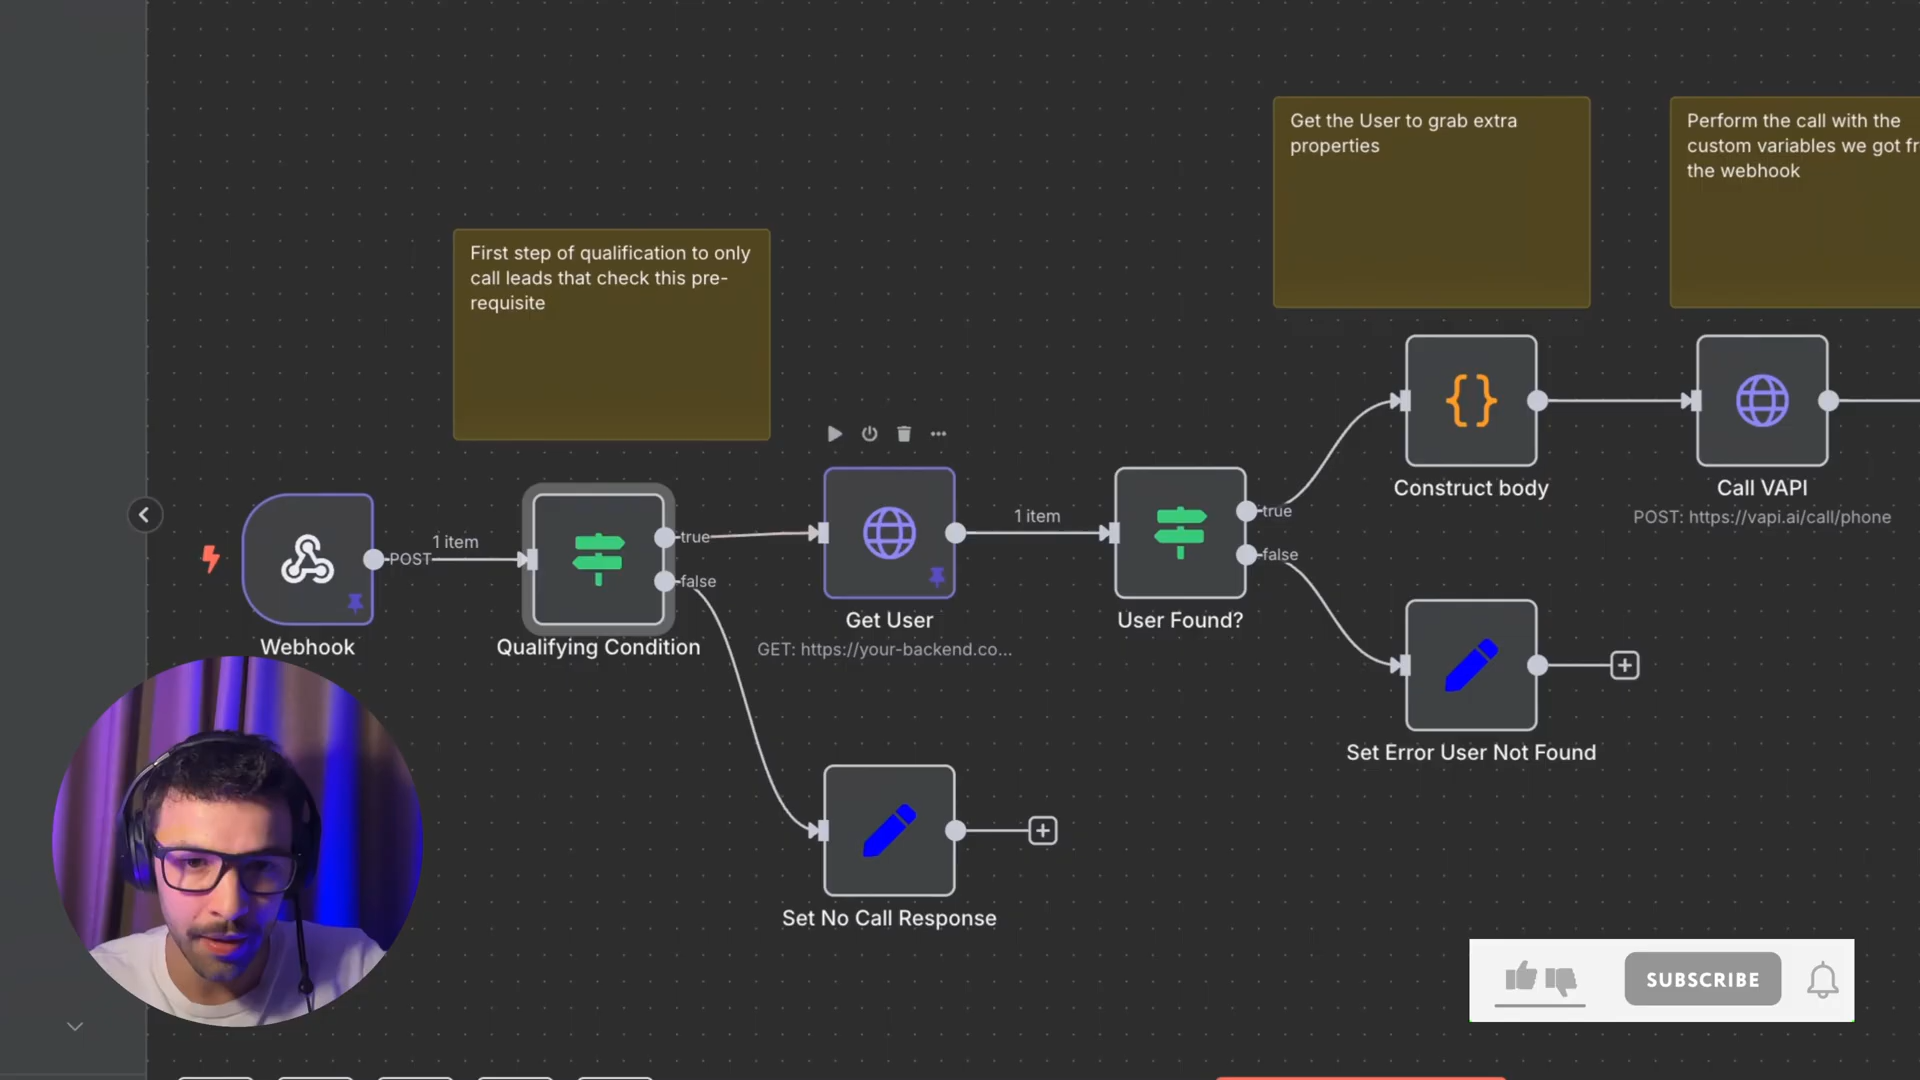 Get the User to grab extra
properties
Perform the call with the
custom variables we got fr
the webhook
First step of qualification to only
call leads that check this pre-
requisite
POST
1 item
true
false
1 item
true
false
Webhook
Qualifying Condition
Get User
GET: https://your-backend.co...
User Found?
Construct body
Call VAPI
POST: https://vapi.ai/call/phone
Set Error User Not Found
Set No Call Response
SUBSCRIBE